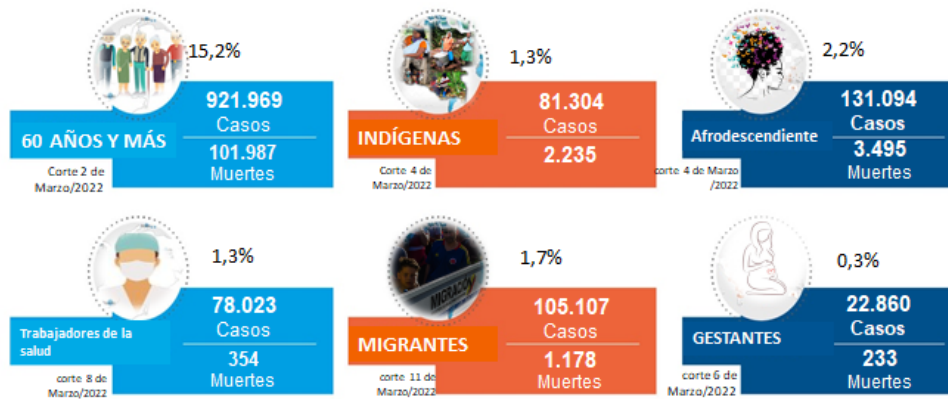 15,2%
921.969
Casos
60 AÑOS Y MÁS
101.987
Muertes
Corte 2 de
Marzo/2022
1,3%
81.304
Casos
INDÍGENAS
2.235
Corte 4 de
Marzo/2022
2,2%
131.094
Casos
Afrodescendiente
3.495
Muertes
corte 4 de Marzo
/2022
1,3%
78.023
Casos
Trabajadores de la
salud
354
Muertes
corte 8 de
Marzo/2022
1,7%
MIGRACIÓN
105.107
Casos
MIGRANTES
1.178
Muertes
corte 11 de
Marzo/2022
0,3%
22.860
Casos
GESTANTES
233
Muertes
corte 6 de
Marzo/2022